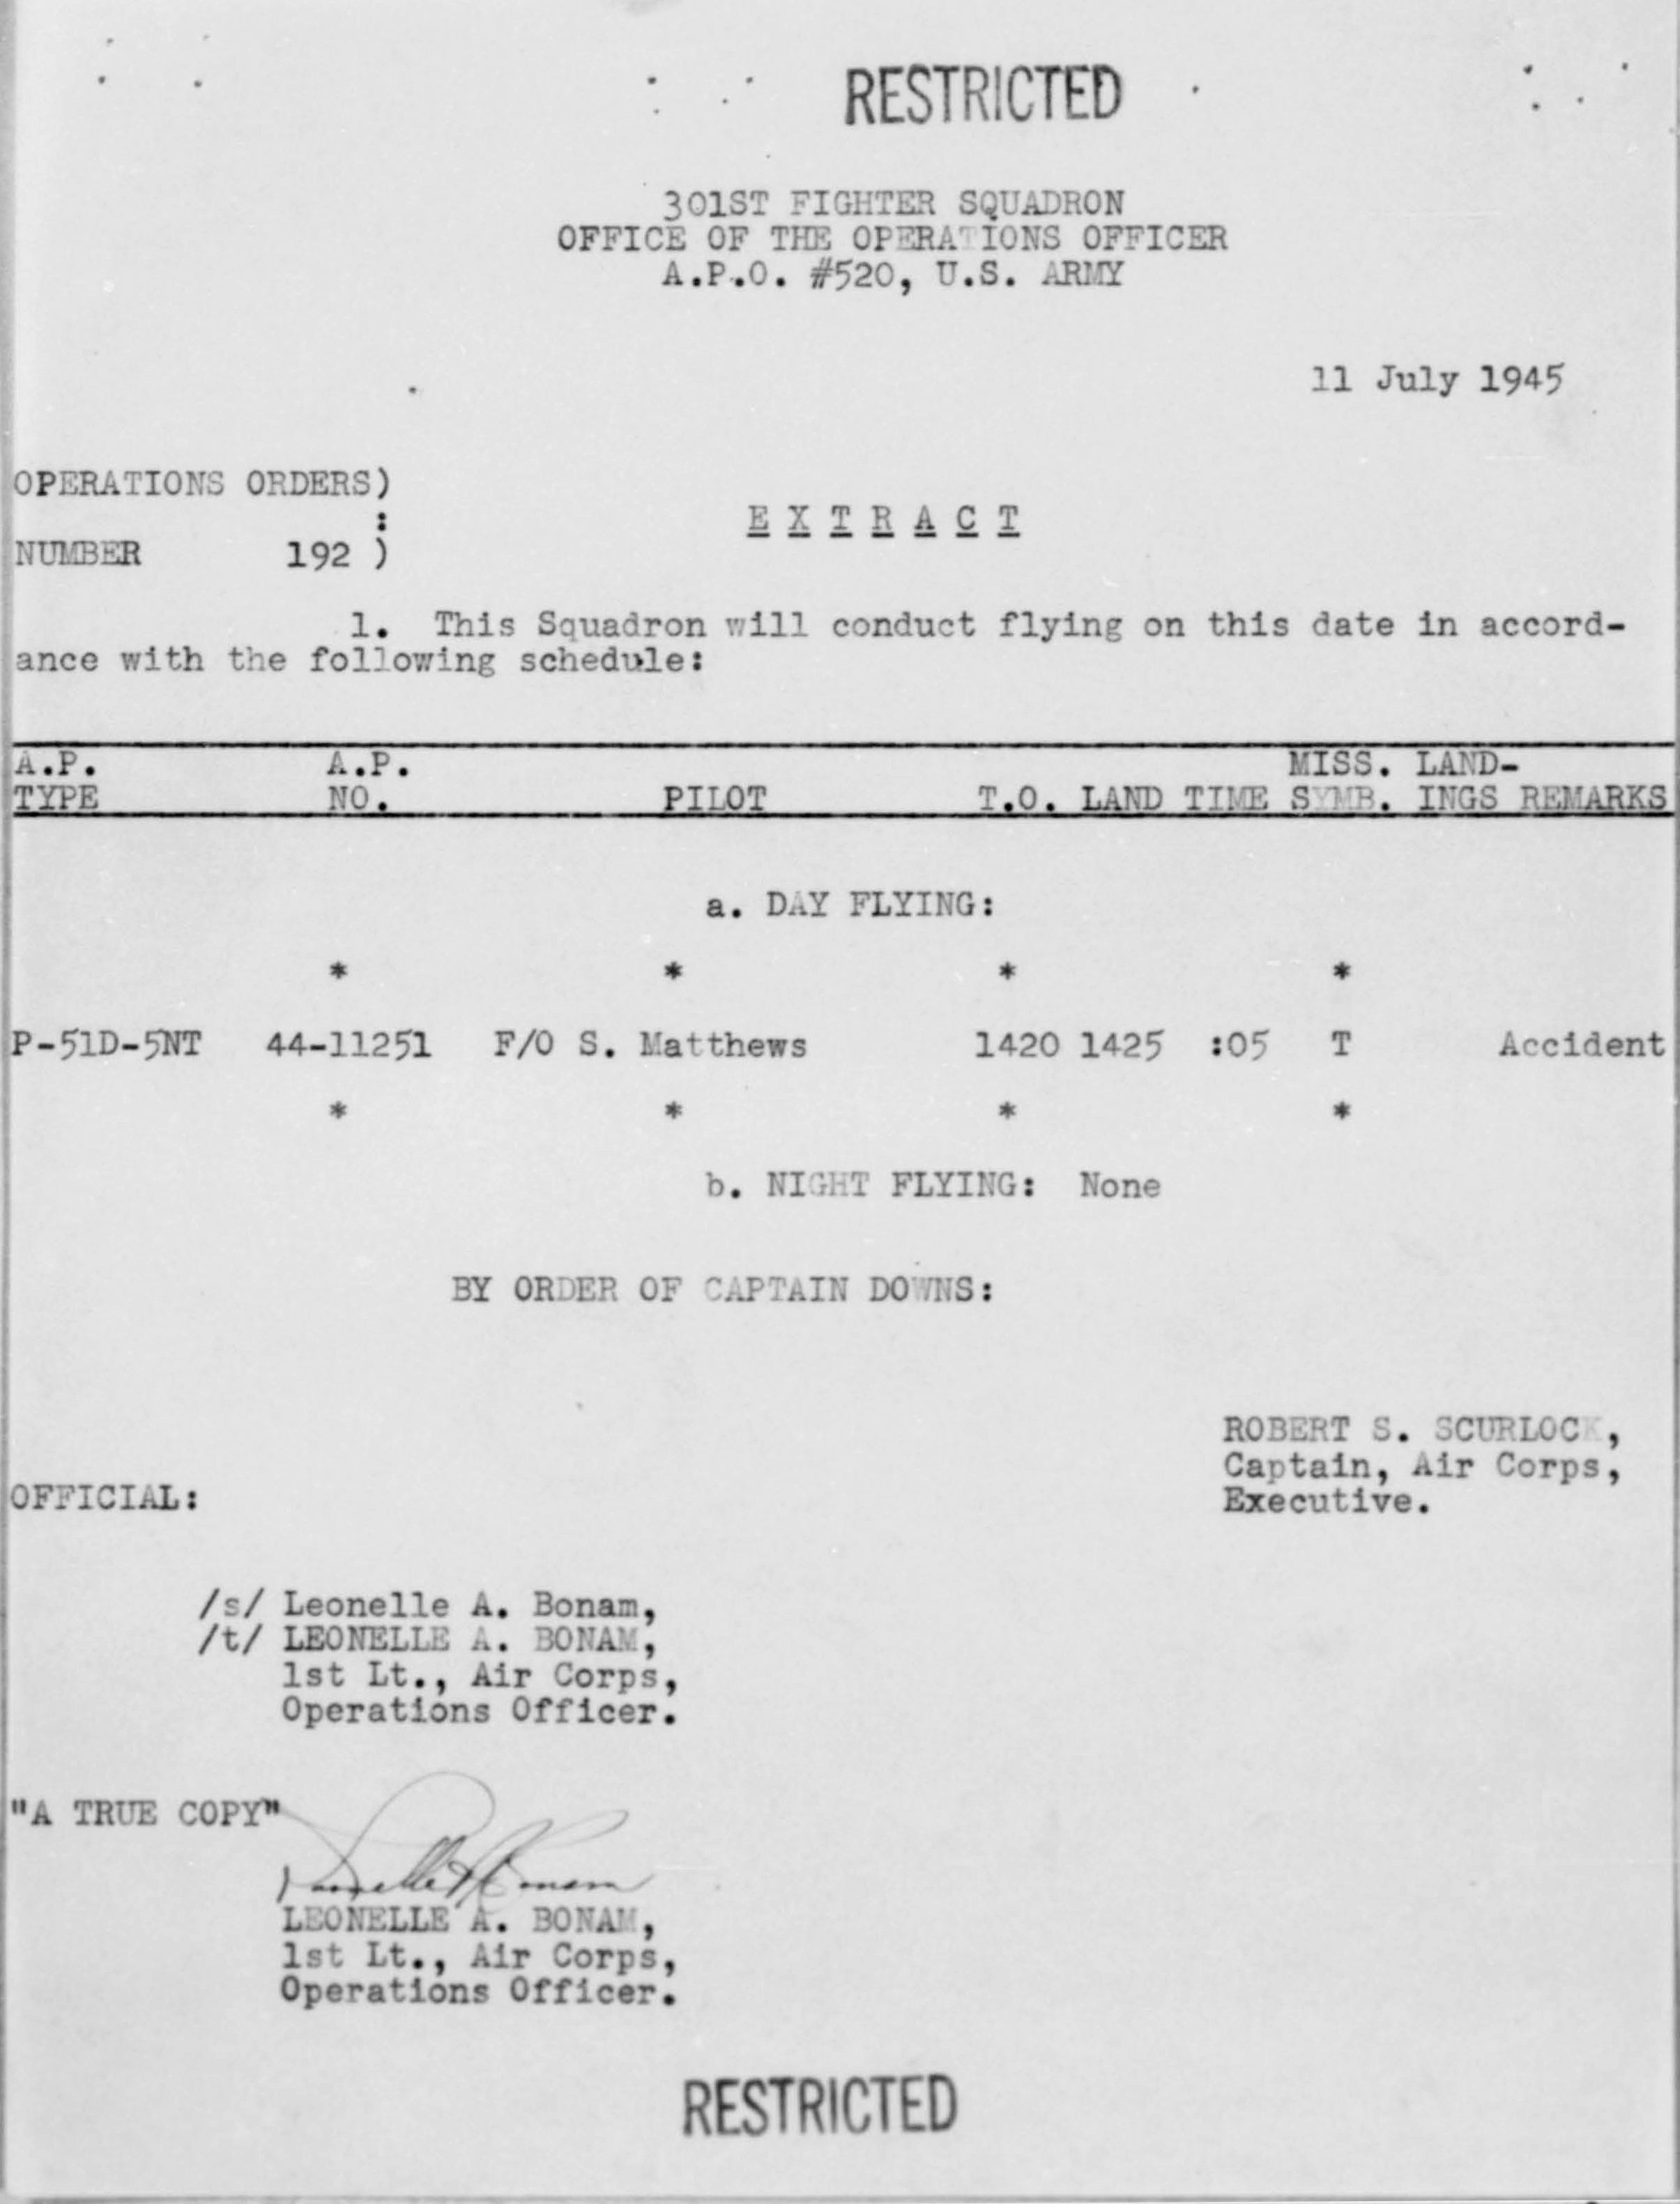 RESTRICTED
301ST FIGHTER SQUADRON
OFFICE OF THE OPERATIONS OFFICER
A.P.O. #520, U.S. ARMY
11 July 1945
OPERATIONS ORDERS)
:
E X T R A C T
NUMBER 192 )
1. This Squadron will conduct flying on this date in accord-
ance with the following schedule:
A.P. A.P. MISS. LAND-
TYPE NO. PILOT T.O. LAND TIME SYMB. INGS REMARKS
a. DAY FLYING:
* * * *
P-51D-5NT 44-11251 F/O S. Matthews 1420 1425 :05 T Accident
* * * *
b. NIGHT FLYING: None
BY ORDER OF CAPTAIN DOWNS:
ROBERT S. SCURLOCK,
Captain, Air Corps,
Executive.
OFFICIAL:
/s/ Leonelle A. Bonam,
/t/ LEONELLE A. BONAM,
1st Lt., Air Corps,
Operations Officer.
"A TRUE COPY"
Leonelle A Bonam
LEONELLE A. BONAM,
1st Lt., Air Corps,
Operations Officer.
RESTRICTED